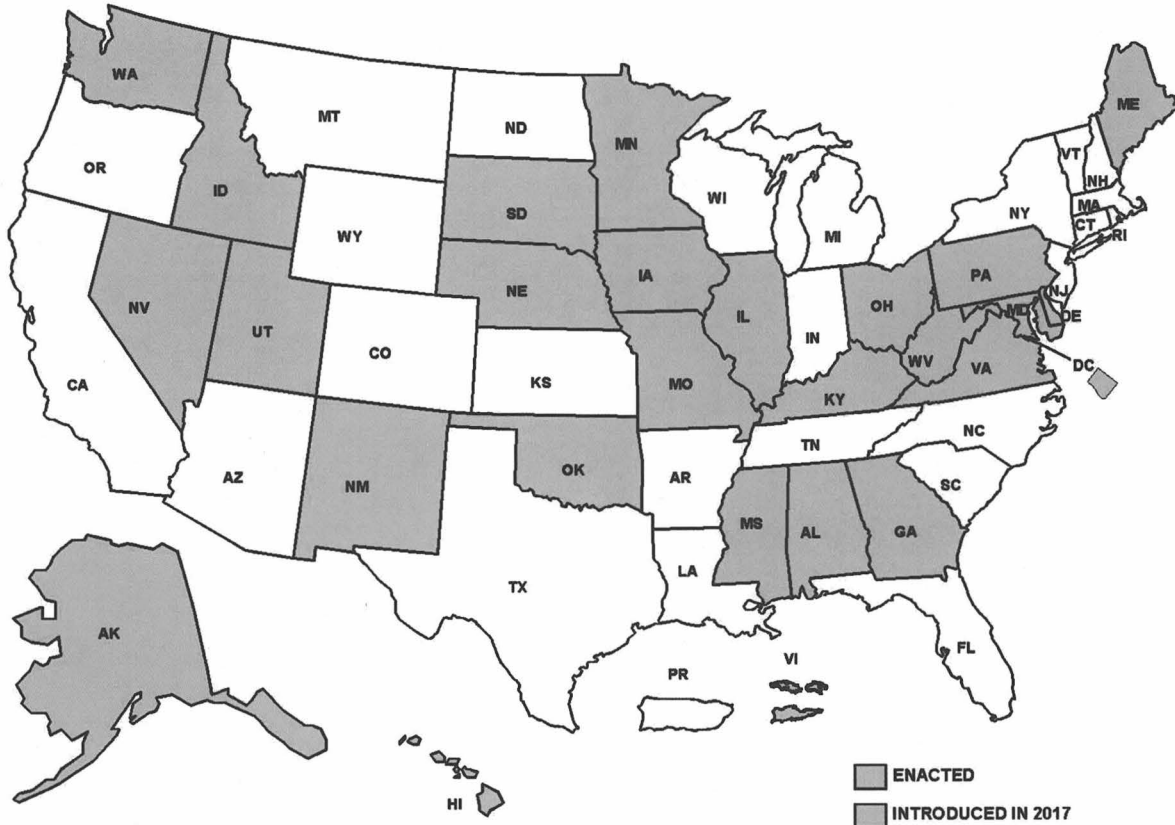 WA
MT
ND
MN
ME
OR
ID
SD
WI
VT
NH
WY
MI
NY
MA
CT
RI
NV
UT
NE
IA
PA
NJ
CO
IL
IN
OH
MD
DE
CA
KS
MO
WV
VA
DC
KY
AZ
NM
OK
AR
TN
NC
SC
MS
AL
GA
TX
LA
AK
FL
PR
VI
HI
ENACTED
INTRODUCED IN 2017